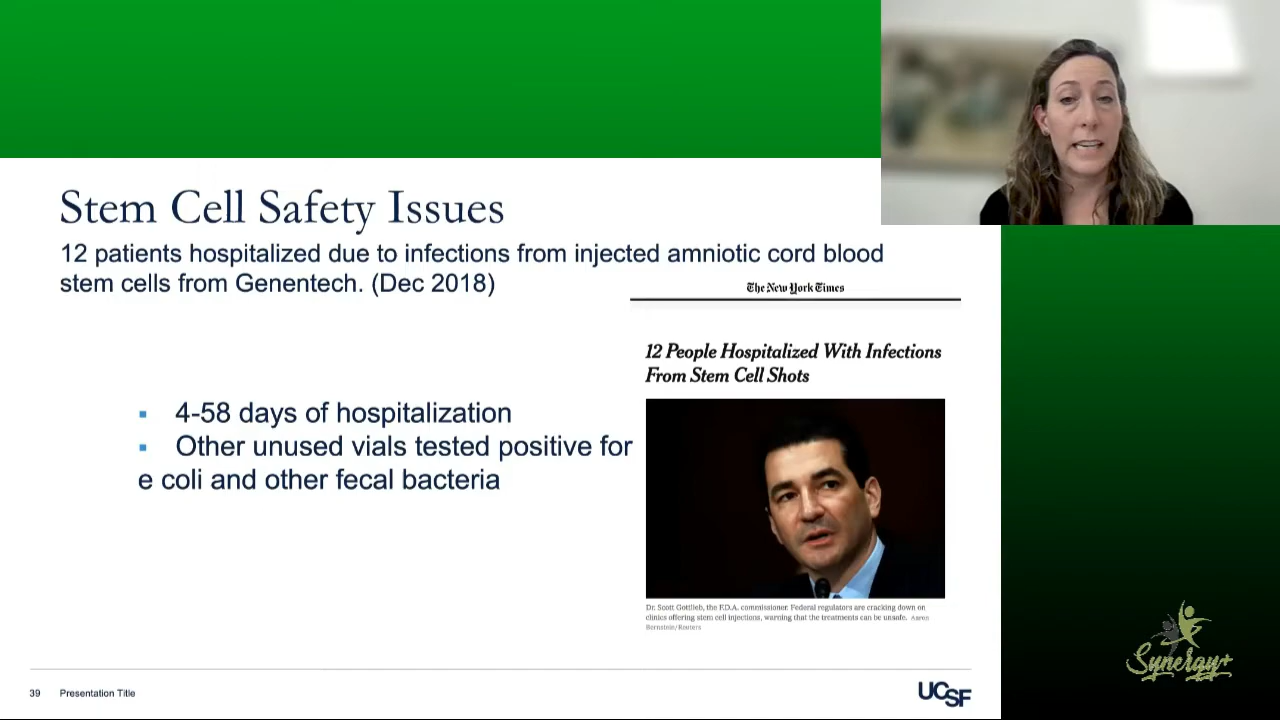 Stem Cell Safety Issues
12 patients hospitalized due to infections from injected amniotic cord blood
stem cells from Genentech. (Dec 2018)
The New York Times
12 People Hospitalized With Infections
From Stem Cell Shots
▪ 4-58 days of hospitalization
▪ Other unused vials tested positive for
e coli and other fecal bacteria
Dr. Scott Gottlieb, the F.D.A. commissioner. Federal regulators are cracking down on
clinics offering stem cell injections, warning that the treatments can be unsafe. Aaron
Bernstein/Reuters
39 Presentation Title
UCSF
Synergy+